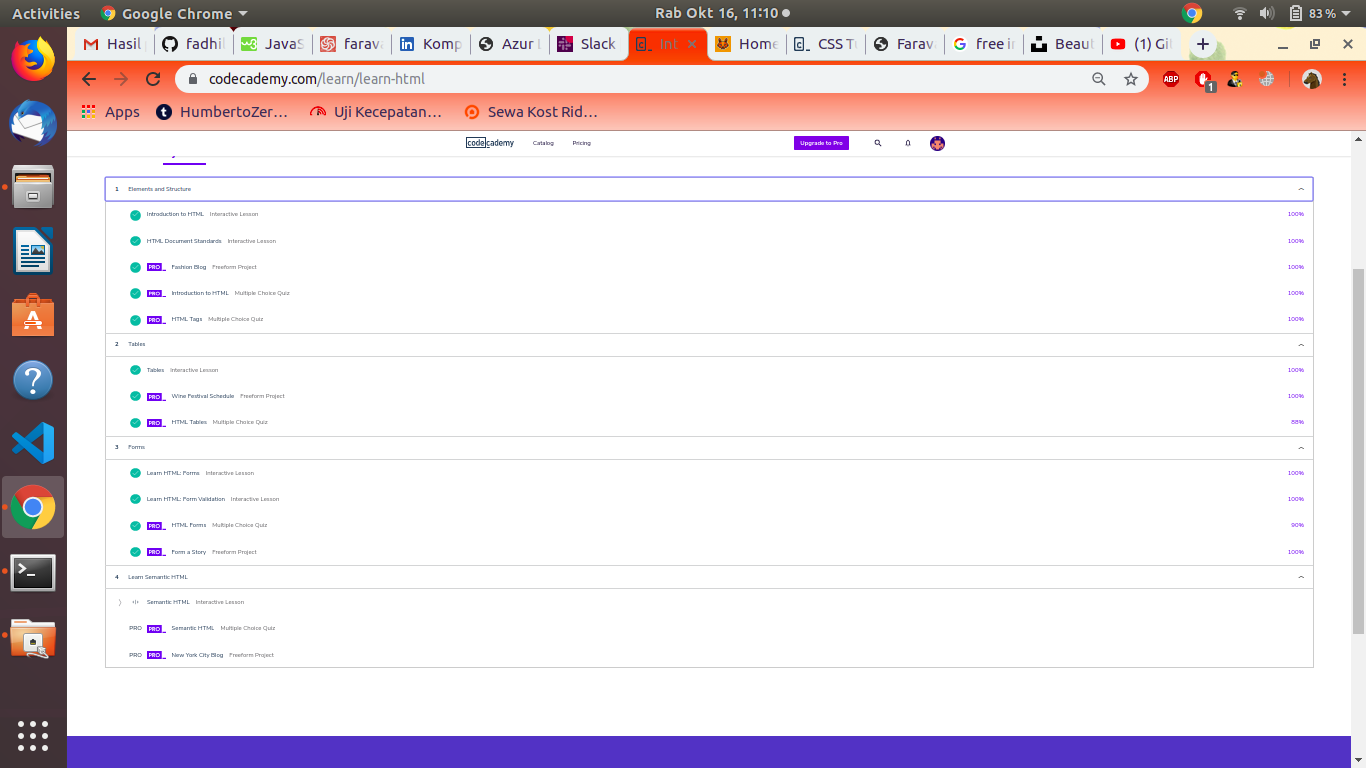 Activities Google Chrome Rab Okt 16, 11:10 83 %
Hasil fadhil JavaS farava Komp Azur L Slack Int Home CSS Tu Farava free in Beaut (1) Gil
codecademy.com/learn/learn-html ABP 1
Apps HumbertoZer... Uji Kecepatan... Sewa Kost Rid...
codecademy Catalog Pricing Upgrade to Pro
1 Elements and Structure
Introduction to HTML Interactive Lesson 100%
HTML Document Standards Interactive Lesson 100%
PRO Fashion Blog Freeform Project 100%
PRO Introduction to HTML Multiple Choice Quiz 100%
PRO HTML Tags Multiple Choice Quiz 100%
2 Tables
Tables Interactive Lesson 100%
PRO Wine Festival Schedule Freeform Project 100%
PRO HTML Tables Multiple Choice Quiz 88%
3 Forms
Learn HTML: Forms Interactive Lesson 100%
Learn HTML: Form Validation Interactive Lesson 100%
PRO HTML Forms Multiple Choice Quiz 90%
PRO Form a Story Freeform Project 100%
4 Learn Semantic HTML
Semantic HTML Interactive Lesson
PRO PRO Semantic HTML Multiple Choice Quiz
PRO PRO New York City Blog Freeform Project